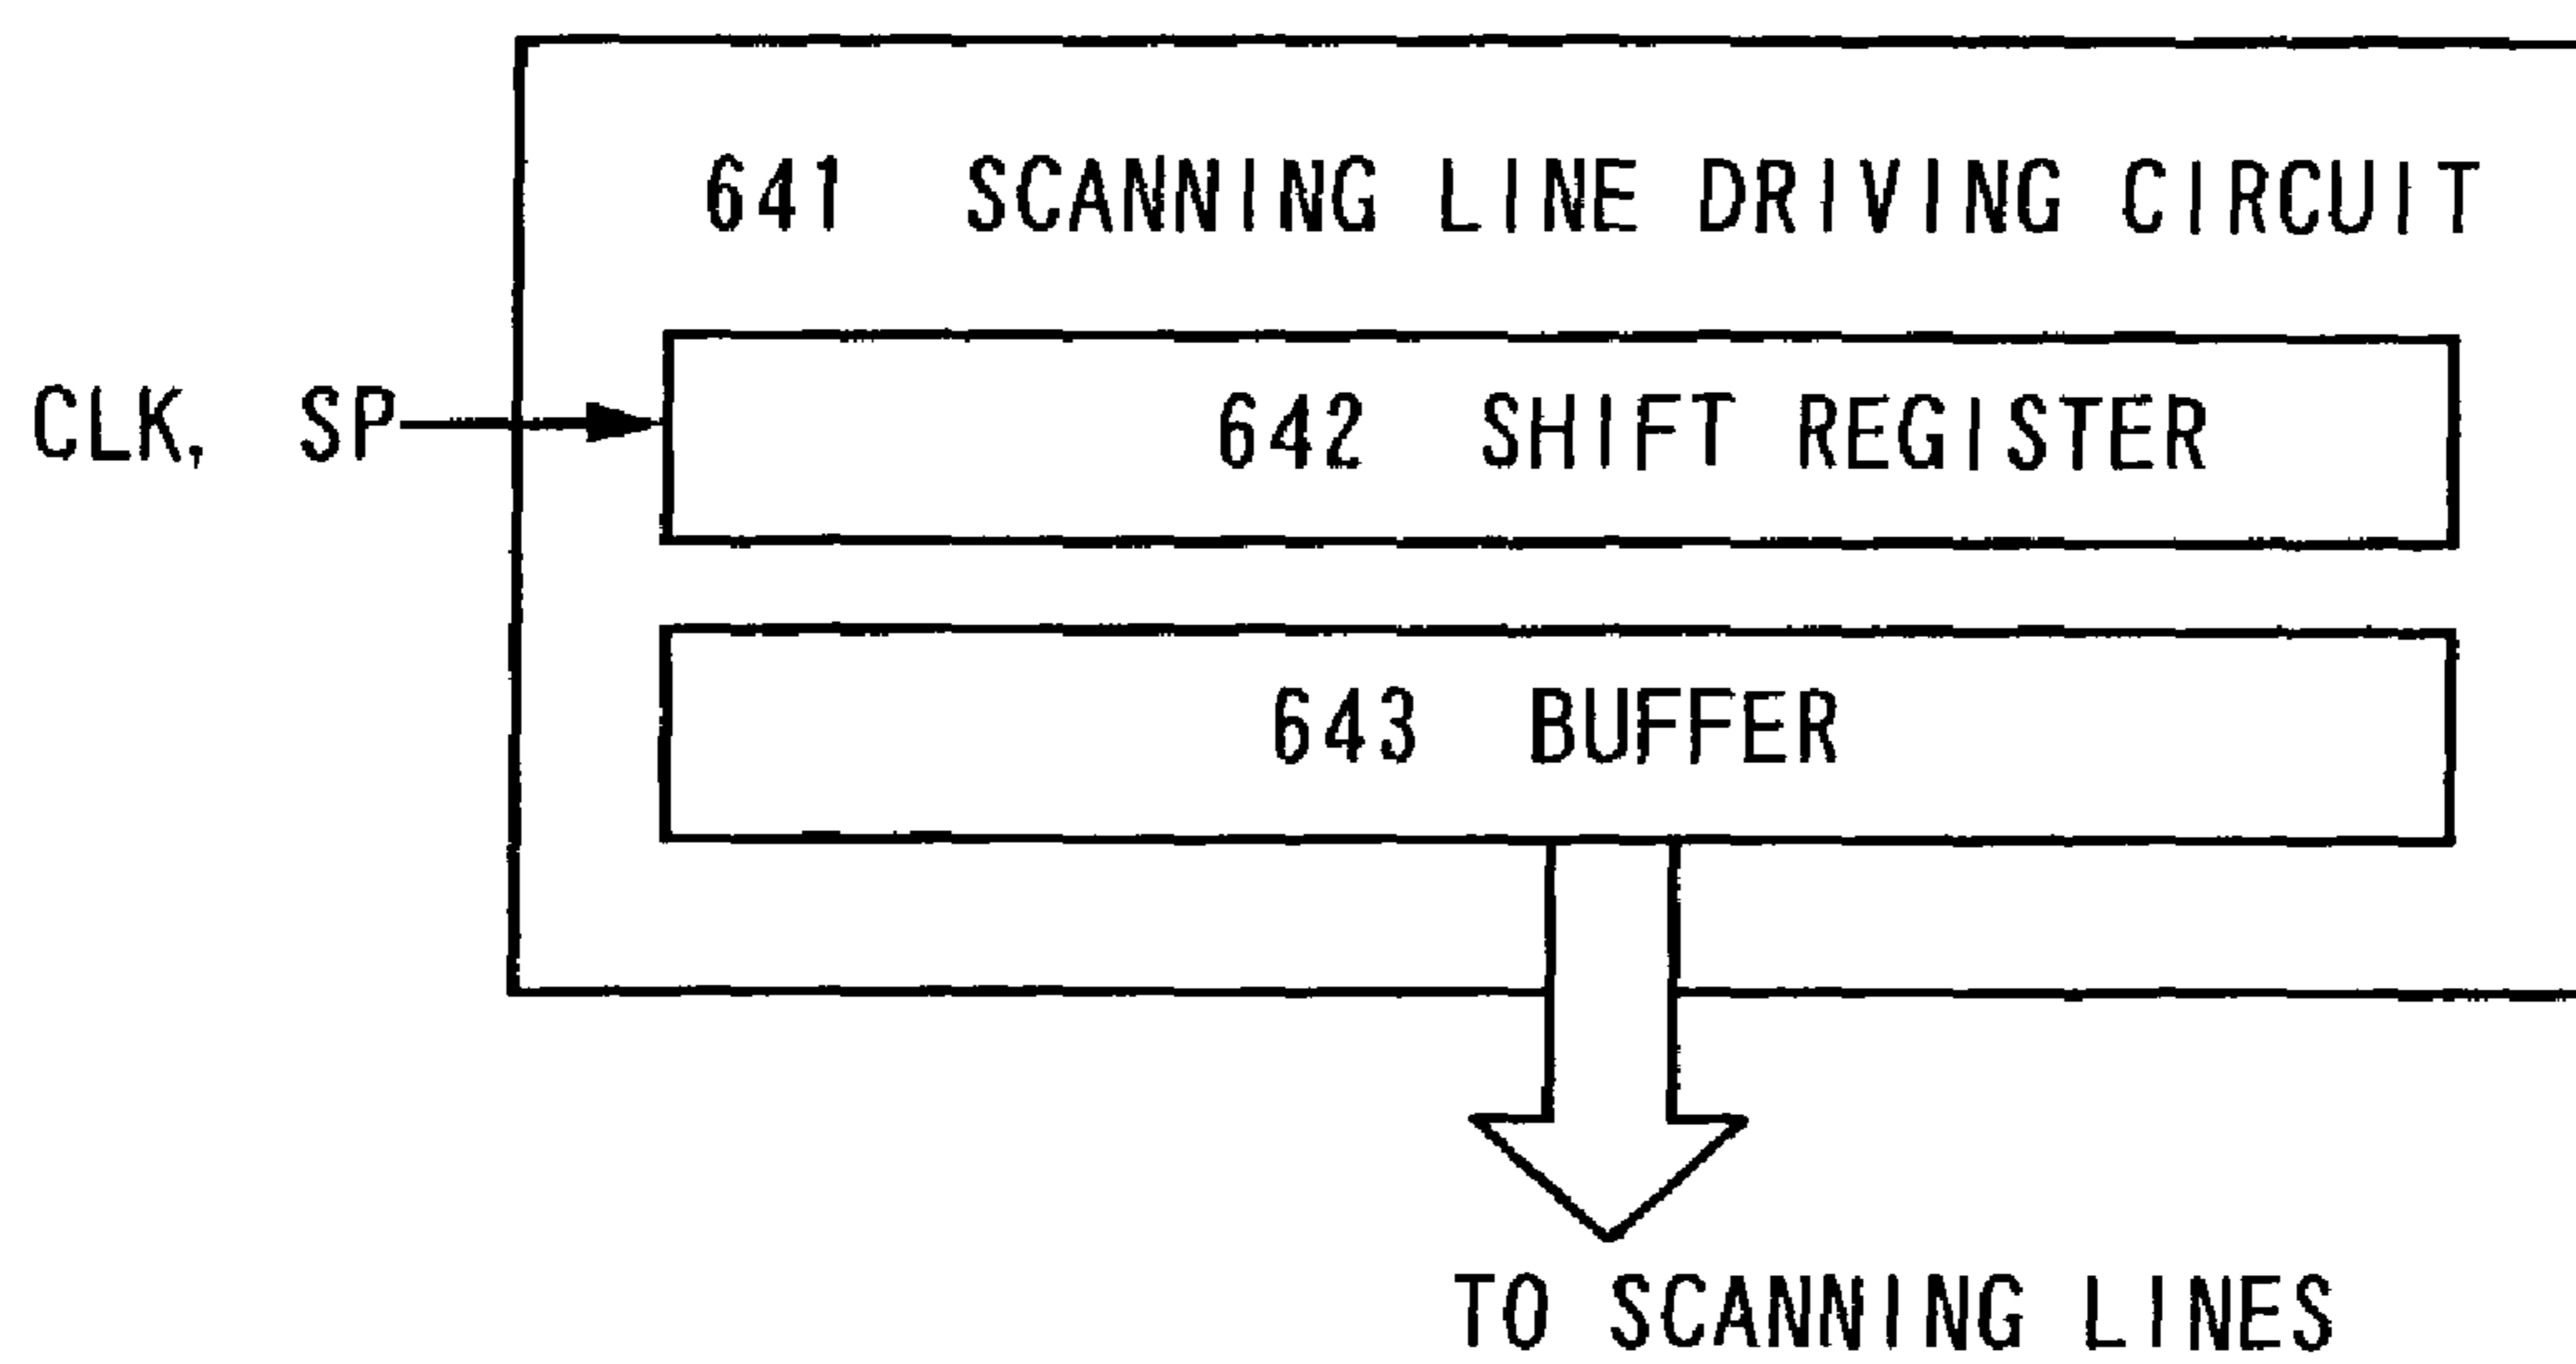 641 SCANNING LINE DRIVING CIRCUIT
CLK, SP
642 SHIFT REGISTER
643 BUFFER
TO SCANNING LINES